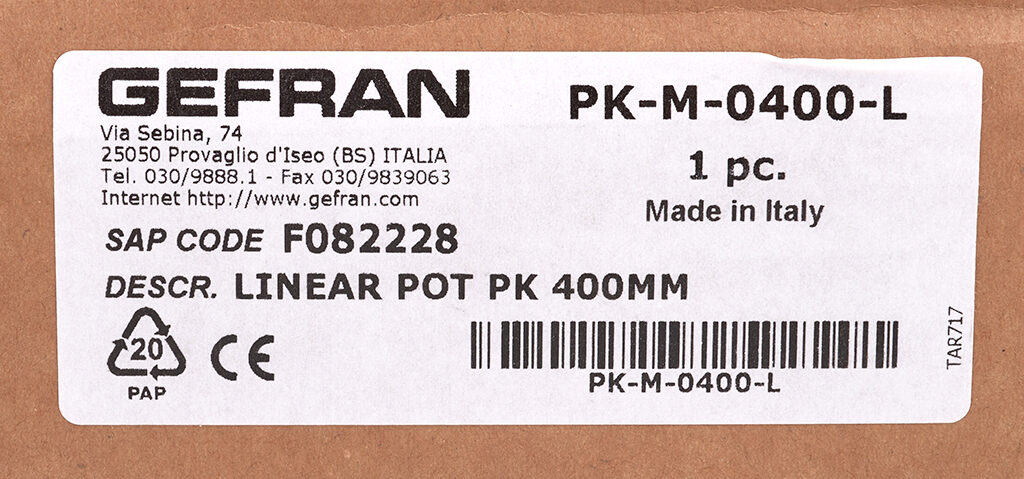 GEFRAN
Via Sebina, 74
25050 Provaglio d'Iseo (BS) ITALIA
Tel. 030/9888.1 - Fax 030/9839063
Internet http://www.gefran.com
PK-M-0400-L
1 pc.
Made in Italy
SAP CODE F082228
DESCR. LINEAR POT PK 400MM
20
PAP
CE
PK-M-0400-L
TAR717